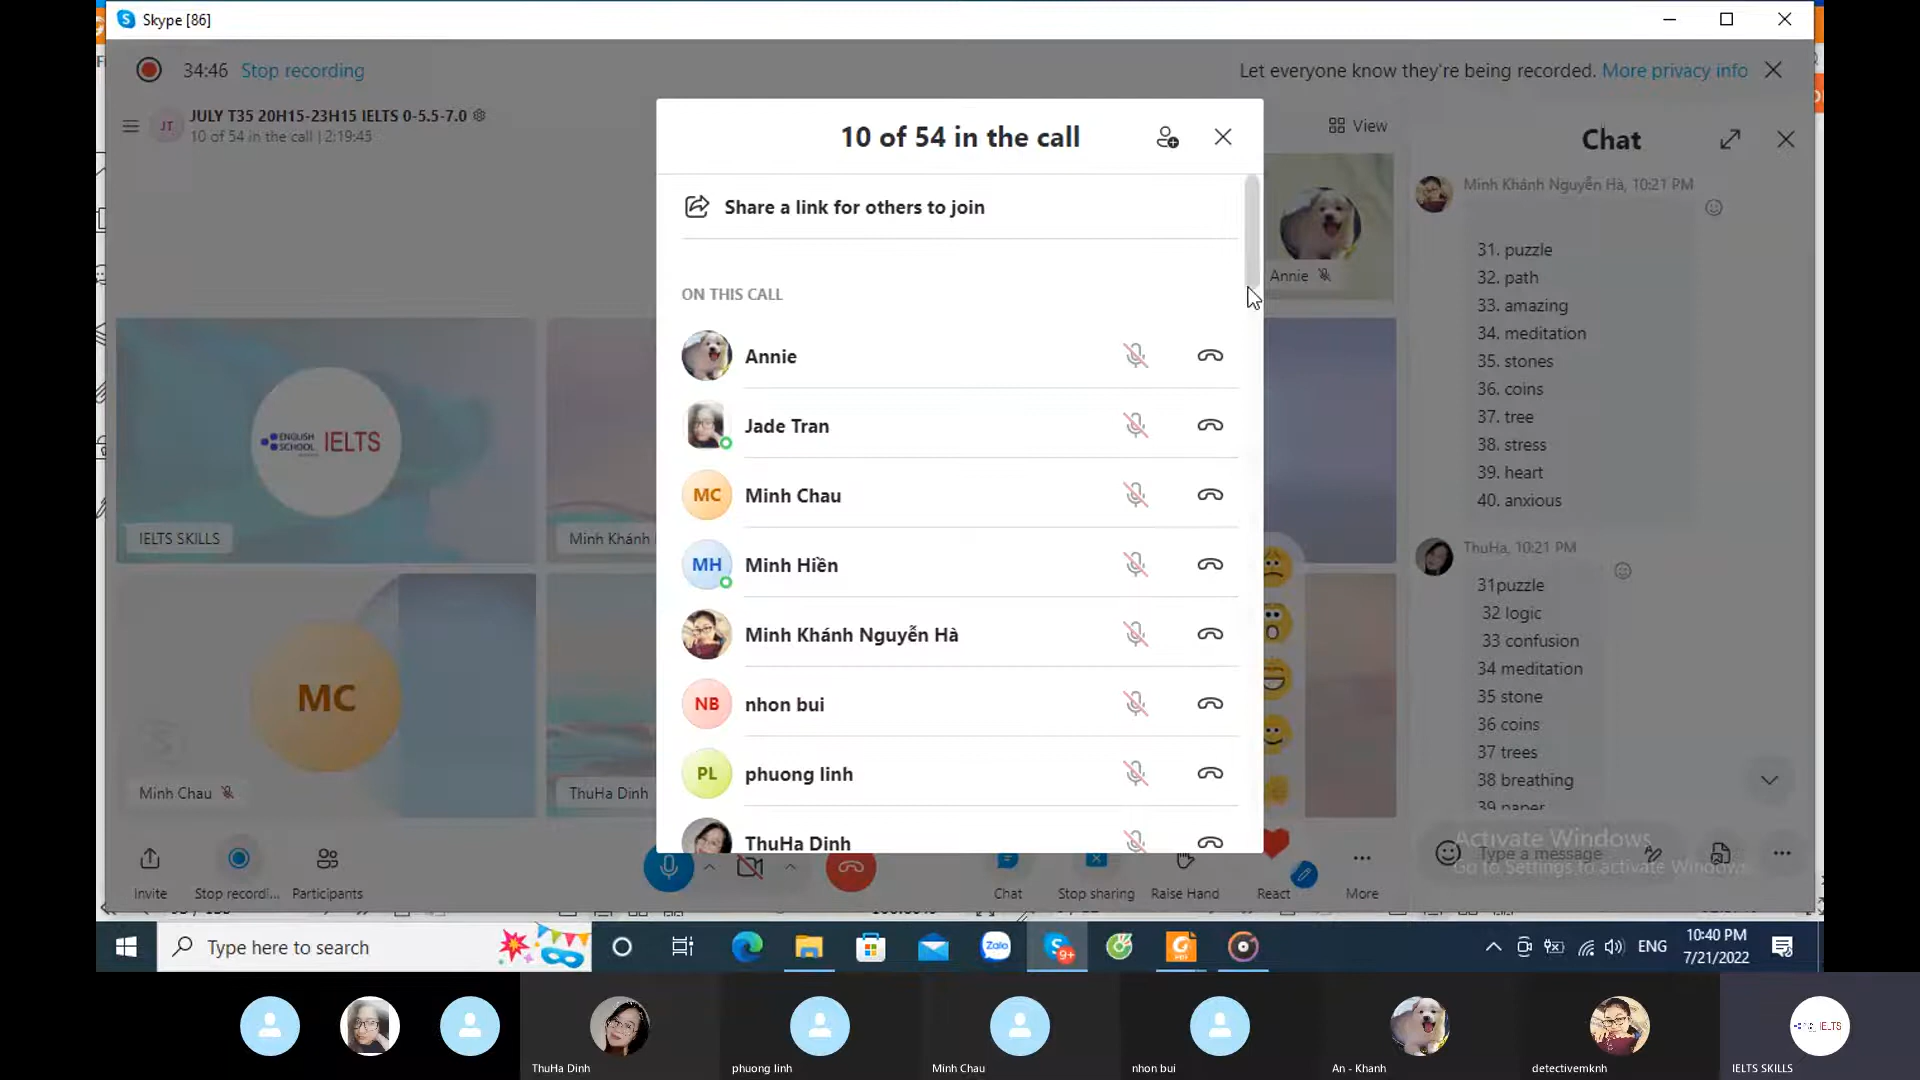 Skype [86]
34:46 Stop recording
Let everyone know they're being recorded. More privacy info
JT
JULY T35 20H15-23H15 IELTS 0-5.5-7.0
10 of 54 in the call | 2:19:45
View
10 of 54 in the call
Share a link for others to join
ON THIS CALL
Annie
Jade Tran
MC
Minh Chau
MH
Minh Hiền
Minh Khánh Nguyễn Hà
NB
nhon bui
PL
phuong linh
ThuHa Dinh
Annie
ENGLISH
SCHOOL
IELTS
IELTS SKILLS
Minh Khánh
MC
Minh Chau
ThuHa Dinh
Chat
Minh Khánh Nguyễn Hà, 10:21 PM
31. puzzle
32. path
33. amazing
34. meditation
35. stones
36. coins
37. tree
38. stress
39. heart
40. anxious
ThuHa, 10:21 PM
31puzzle
32 logic
33 confusion
34 meditation
35 stone
36 coins
37 trees
38 breathing
39 paper
Type a message
Activate Windows
Go to Settings to activate Windows.
Invite
Stop recordi...
Participants
Chat
Stop sharing
Raise Hand
React
More
Type here to search
Zalo
9+
PDF
ENG
10:40 PM
7/21/2022
ThuHa Dinh
phuong linh
Minh Chau
nhon bui
An - Khanh
detectivemknh
IELTS
IELTS SKILLS